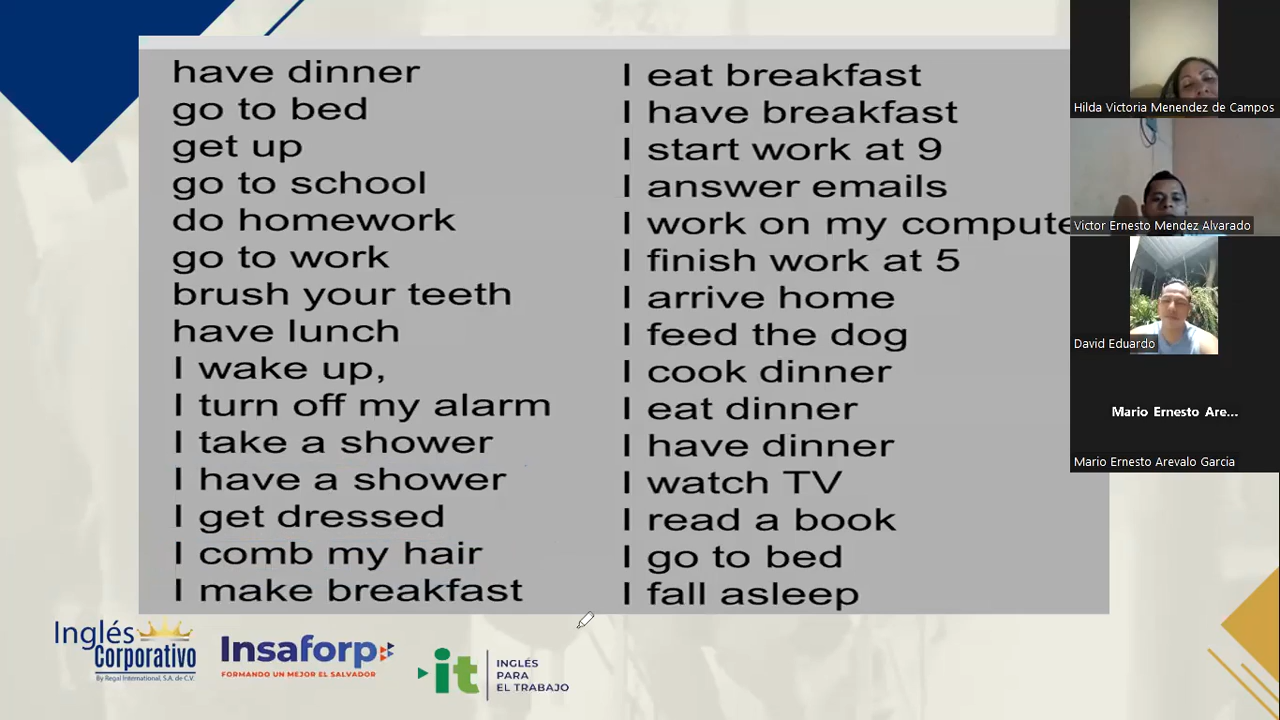 have dinner
go to bed
get up
go to school
do homework
go to work
brush your teeth
have lunch
I wake up,
I turn off my alarm
I take a shower
I have a shower
I get dressed
I comb my hair
I make breakfast
I eat breakfast
I have breakfast
I start work at 9
I answer emails
I work on my compute
I finish work at 5
I arrive home
I feed the dog
I cook dinner
I eat dinner
I have dinner
I watch TV
I read a book
I go to bed
I fall asleep
Hilda Victoria Menendez de Campos
Victor Ernesto Mendez Alvarado
David Eduardo
Mario Ernesto Are...
Mario Ernesto Arevalo Garcia
Inglés
Corporativo
By Regal International, S.A. de C.V.
Insaforp
FORMANDO UN MEJOR EL SALVADOR
it
INGLÉS
PARA
EL TRABAJO